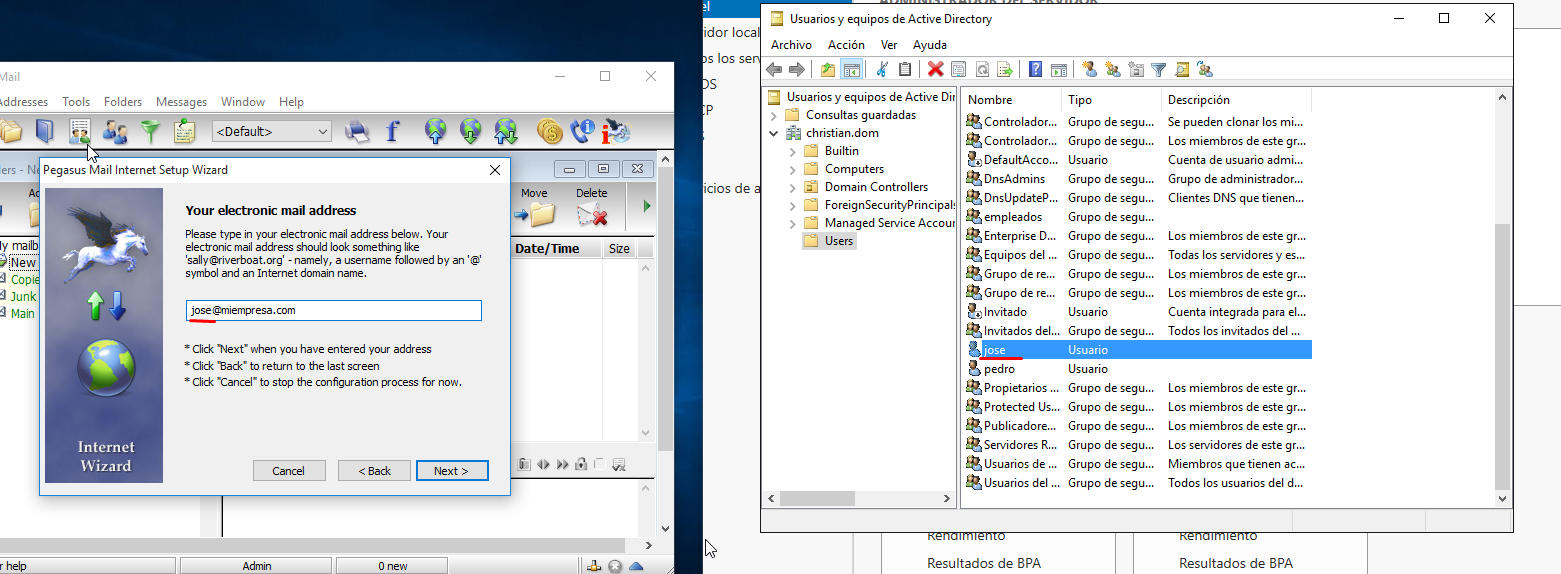 Mail
Addresses Tools Folders Messages Window Help
<Default>
Pegasus Mail Internet Setup Wizard
Your electronic mail address
Please type in your electronic mail address below. Your
electronic mail address should look something like
'sally@riverboat.org' - namely, a username followed by an '@'
symbol and an Internet domain name.
jose@miempresa.com
* Click "Next" when you have entered your address
* Click "Back" to return to the last screen
* Click "Cancel" to stop the configuration process for now.
Internet
Wizard
Cancel
< Back
Next >
Move
Delete
Date/Time
Size
My mailb
New
Copie
Junk
Main
r help
Admin
0 new
Usuarios y equipos de Active Directory
Archivo Acción Ver Ayuda
Usuarios y equipos de Active Dir
Consultas guardadas
christian.dom
Builtin
Computers
Domain Controllers
ForeignSecurityPrincipals
Managed Service Accour
Users
Nombre Tipo Descripción
Controlador... Grupo de segu... Se pueden clonar los mi...
Controlador... Grupo de segu... Los miembros de este gr...
DefaultAcco... Usuario Cuenta de usuario admi...
DnsAdmins Grupo de segu... Grupo de administrador...
DnsUpdateP... Grupo de segu... Clientes DNS que tienen...
empleados Grupo de segu...
Enterprise D... Grupo de segu... Los miembros de este gr...
Equipos del ... Grupo de segu... Todas los servidores y es...
Grupo de re... Grupo de segu... Los miembros de este gr...
Grupo de re... Grupo de segu... Los miembros de este gr...
Invitado Usuario Cuenta integrada para el...
Invitados del... Grupo de segu... Todos los invitados del ...
jose Usuario
pedro Usuario
Propietarios ... Grupo de segu... Los miembros de este gr...
Protected Us... Grupo de segu... Los miembros de este gr...
Publicadore... Grupo de segu... Los miembros de este gr...
Servidores R... Grupo de segu... Los servidores de este gr...
Usuarios de ... Grupo de segu... Miembros que tienen ac...
Usuarios del ... Grupo de segu... Todos los usuarios del d...
Rendimiento
Resultados de BPA
Rendimiento
Resultados de BPA